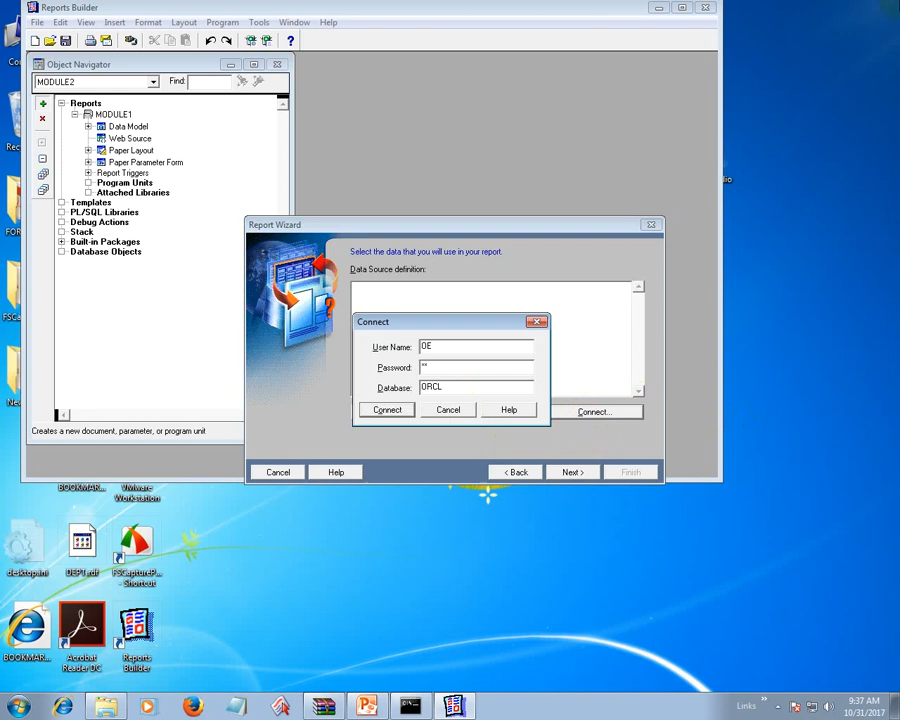 Reports Builder
File Edit View Insert Format Layout Program Tools Window Help
Object Navigator
MODULE2 Find:
Reports
MODULE1
Data Model
Web Source
Paper Layout
Paper Parameter Form
Report Triggers
Program Units
Attached Libraries
Templates
PL/SQL Libraries
Debug Actions
Stack
Built-in Packages
Database Objects
Creates a new document, parameter, or program unit
Report Wizard
Select the data that you will use in your report.
Data Source definition:
Connect
User Name: OE
Password: **
Database: ORCL
Connect Cancel Help
Connect...
Cancel Help < Back Next > Finish
BOOKMAR... VMware
Workstation
desktop.ini DEPT.rdf FSCaptureP...
- Shortcut
BOOKMAR... Acrobat
Reader DC Reports
Builder
Links » 9:37 AM
10/31/2017